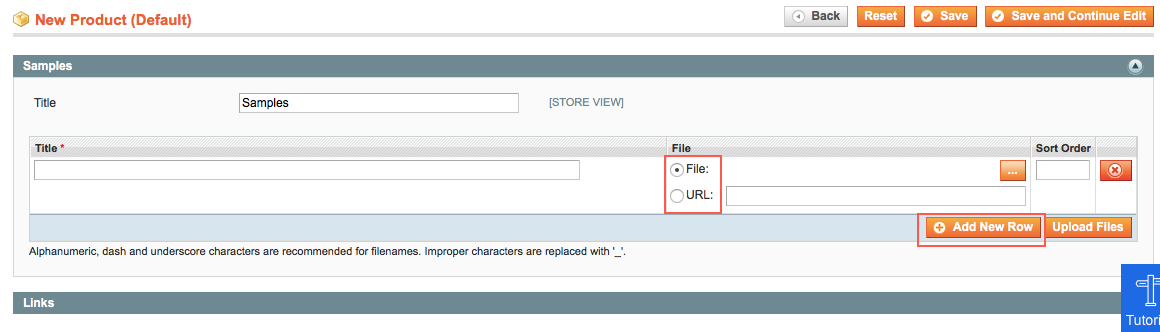 New Product (Default)
Back
Reset
Save
Save and Continue Edit
Samples
Title
Samples
[STORE VIEW]
Title *
File
Sort Order
File:
...
URL:
Add New Row
Upload Files
Alphanumeric, dash and underscore characters are recommended for filenames. Improper characters are replaced with '_'.
Links
Tutori